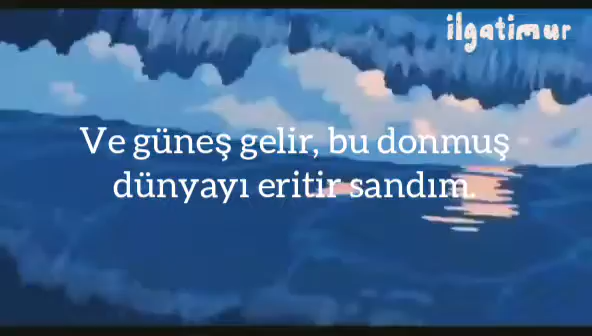 ilgatimur
Ve güneş gelir, bu donmuş
dünyayı eritir sandım.